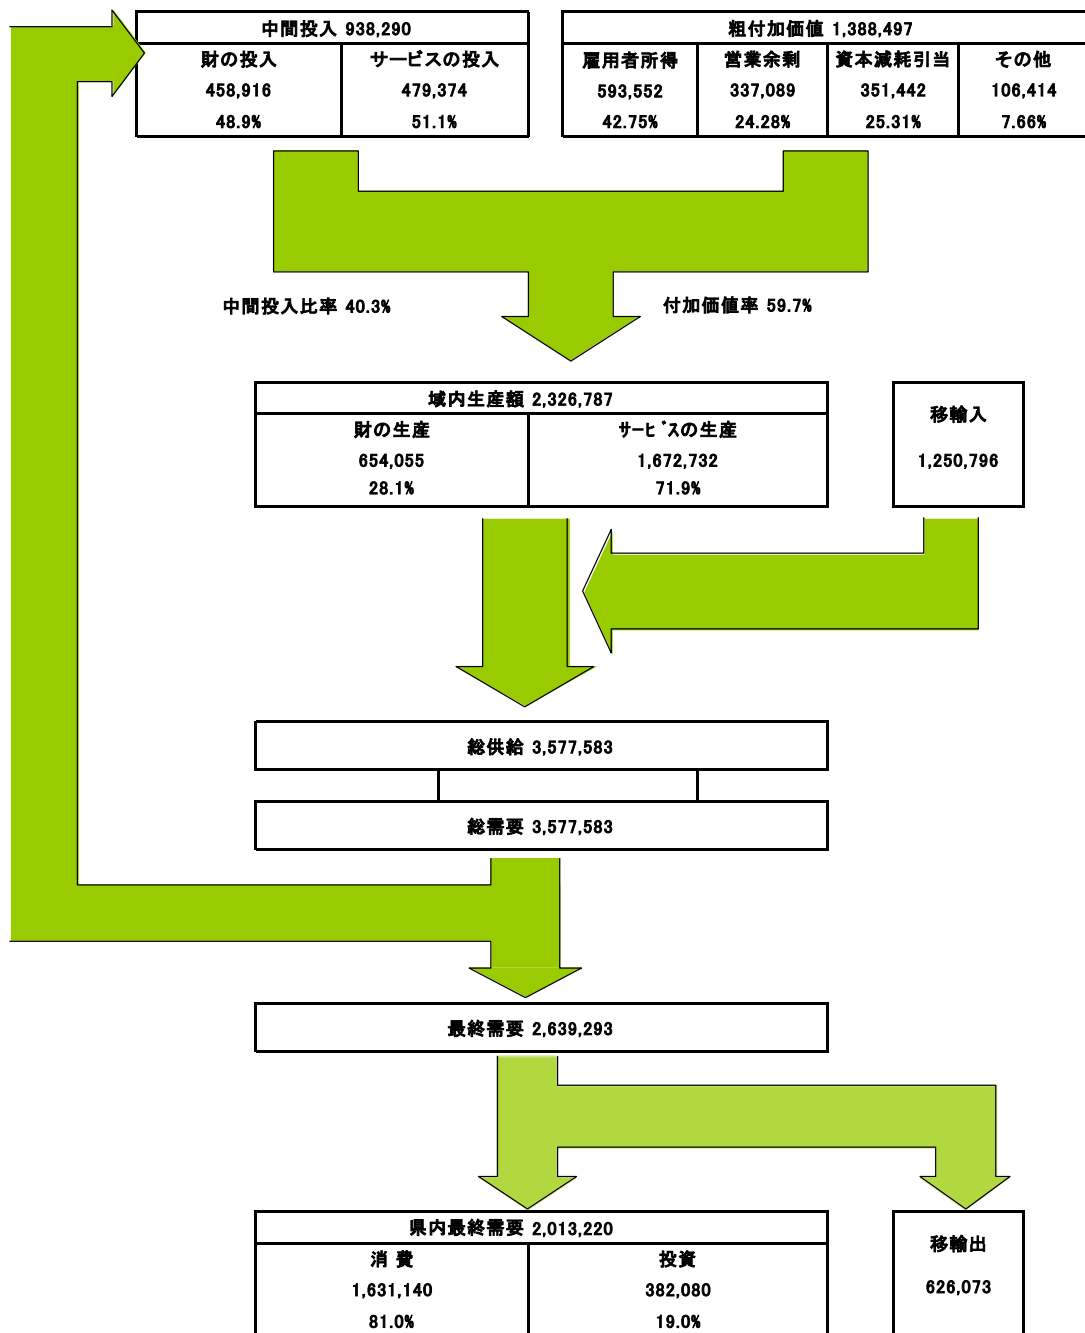 中間投入 938,290
財の投入 サービスの投入
458,916 479,374
48.9% 51.1%
粗付加価値 1,388,497
雇用者所得 営業余剰 資本減耗引当 その他
593,552 337,089 351,442 106,414
42.75% 24.28% 25.31% 7.66%
中間投入比率 40.3%
付加価値率 59.7%
域内生産額 2,326,787
財の生産 サービスの生産
654,055 1,672,732
28.1% 71.9%
移輸入
1,250,796
総供給 3,577,583
総需要 3,577,583
最終需要 2,639,293
県内最終需要 2,013,220
消 費 投資
1,631,140 382,080
81.0% 19.0%
移輸出
626,073